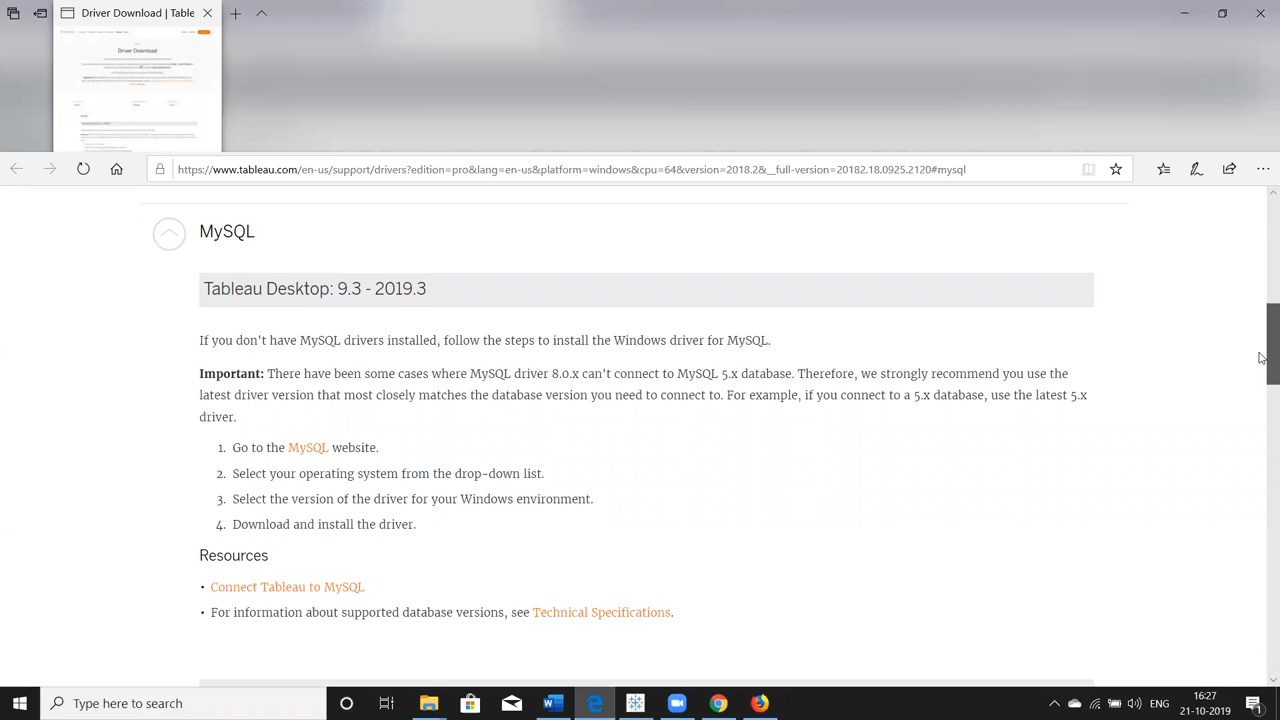 Driver Download | Table
Driver Download
https://www.tableau.com/en-us/support/drivers?edition=pro&lang=en-us&platform=windows&cpu=64&version=2018.2&__full-version=20182.18.0925.2120#mysql
MySQL
Tableau Desktop: 9.3 - 2019.3
If you don't have MySQL drivers installed, follow the steps to install the Windows driver for MySQL.
Important: There have been some cases where MySQL driver 8.0.x can't connect to MySQL 5.x database. Therefore, we strongly recommend you use the
latest driver version that most closely matches the database version you need to connect to. For example, if you connect to a 5.x database, use the latest 5.x
driver.
1. Go to the MySQL website.
2. Select your operating system from the drop-down list.
3. Select the version of the driver for your Windows environment.
4. Download and install the driver.
Resources
• Connect Tableau to MySQL
• For information about supported database versions, see Technical Specifications.
Type here to search
ENG
16:27
21-10-2019